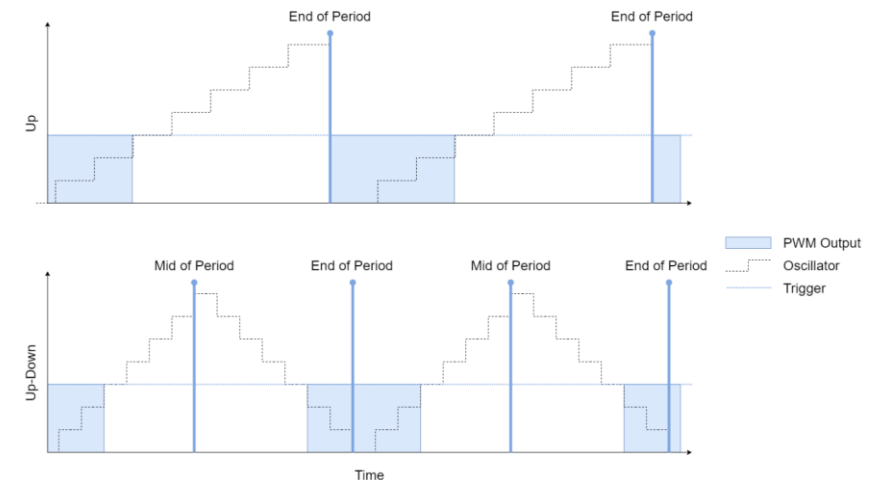 End of Period
End of Period
Up
PWM Output
Oscillator
Trigger
Mid of Period
End of Period
Mid of Period
End of Period
Up-Down
Time